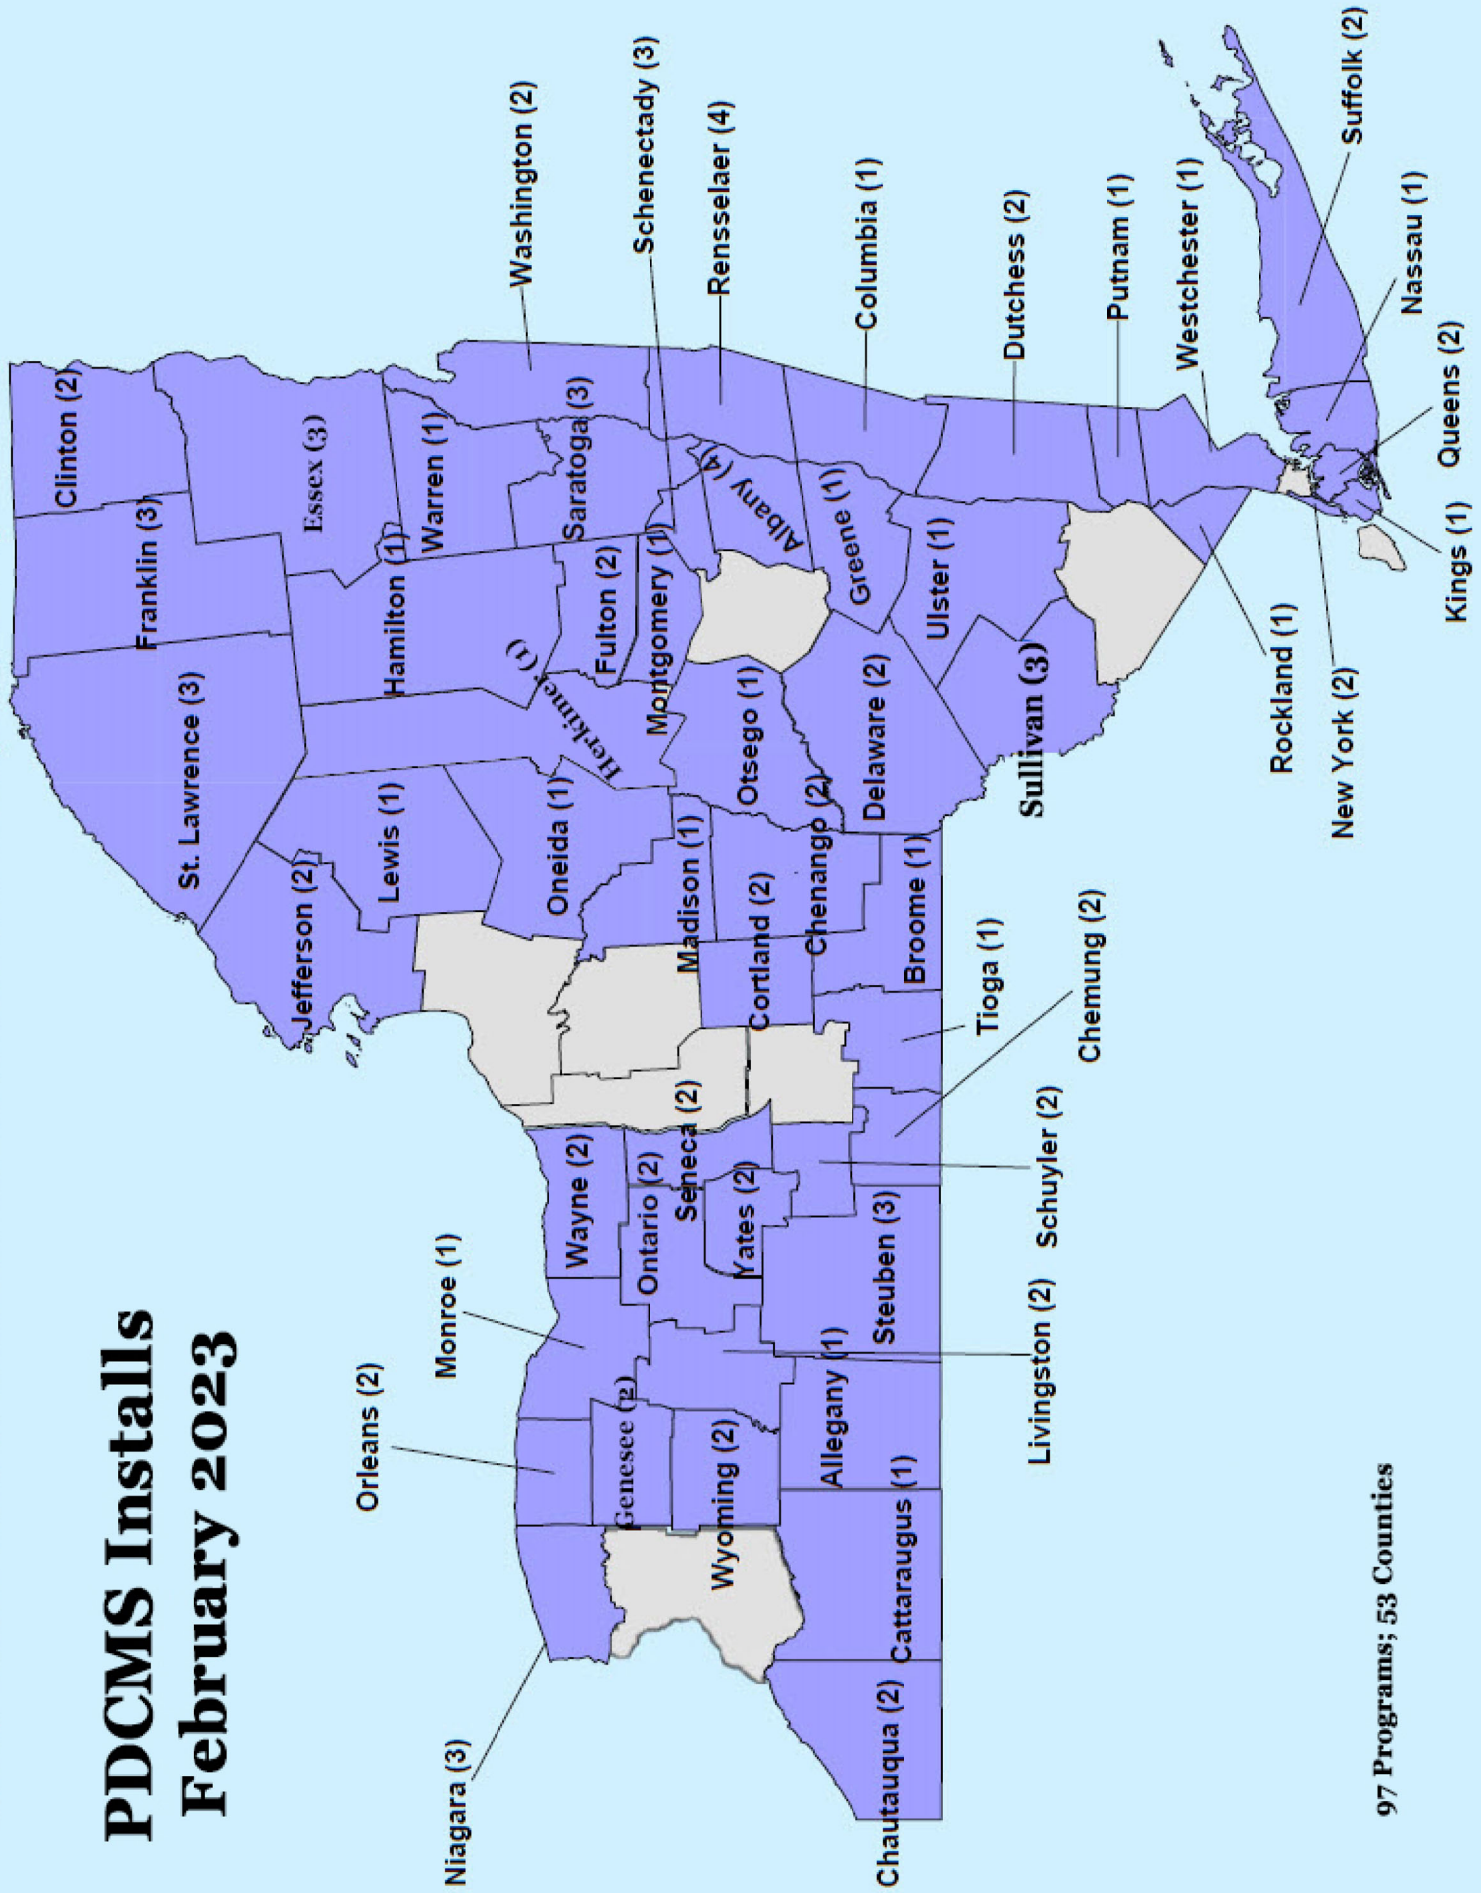 PDCMS Installs
February 2023
Clinton (2)
Franklin (3)
St. Lawrence (3)
Essex (3)
Jefferson (2)
Lewis (1)
Hamilton (1)
Warren (1)
Washington (2)
Herkimer (1)
Oneida (1)
Fulton (2)
Saratoga (3)
Montgomery (1)
Schenectady (3)
Rensselaer (4)
Albany (4)
Niagara (3)
Orleans (2)
Monroe (1)
Wayne (2)
Genesee (2)
Ontario (2)
Seneca (2)
Madison (1)
Otsego (1)
Wyoming (2)
Yates (2)
Cortland (2)
Chenango (2)
Greene (1)
Columbia (1)
Chautauqua (2)
Cattaraugus (1)
Allegany (1)
Steuben (3)
Broome (1)
Delaware (2)
Ulster (1)
Dutchess (2)
Livingston (2)
Schuyler (2)
Chemung (2)
Tioga (1)
Sullivan (3)
Putnam (1)
Westchester (1)
Rockland (1)
New York (2)
Suffolk (2)
Nassau (1)
Queens (2)
Kings (1)
97 Programs; 53 Counties